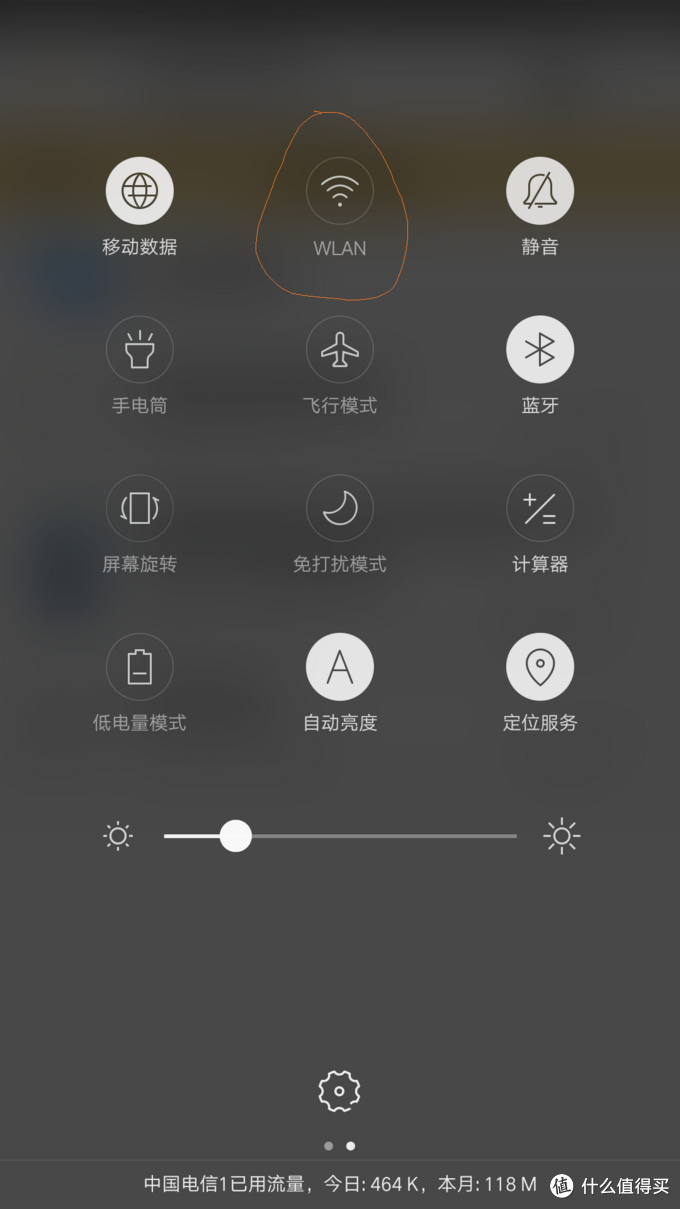 移动数据 WLAN 静音
手电筒 飞行模式 蓝牙
屏幕旋转 免打扰模式 计算器
低电量模式 自动亮度 定位服务
中国电信1已用流量，今日: 464 K，本月: 118 M
值 什么值得买